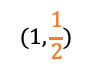 (1, 1/2)